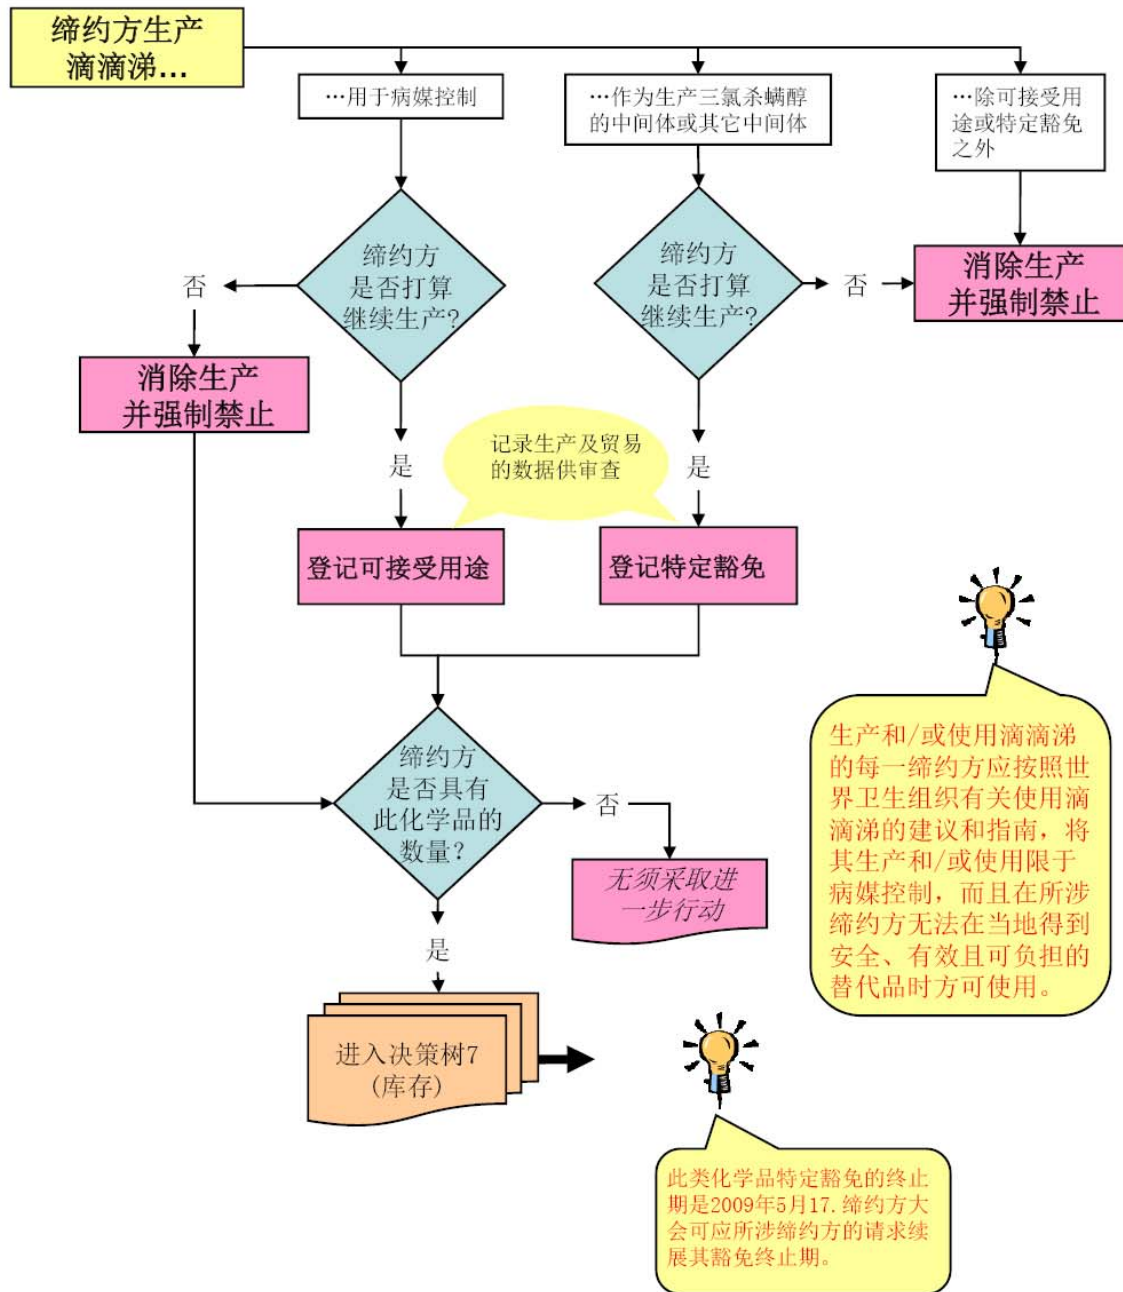 缔约方生产
滴滴涕...
…用于病媒控制
…作为生产三氯杀螨醇
的中间体或其它中间体
…除可接受用
途或特定豁免
之外
缔约方
是否打算
继续生产?
否
缔约方
是否打算
继续生产?
否
消除生产
并强制禁止
消除生产
并强制禁止
是
记录生产及贸易
的数据供审查
是
登记可接受用途
登记特定豁免
缔约方
是否具有
此化学品的
数量?
否
无须采取进
一步行动
是
进入决策树7
(库存)
生产和/或使用滴滴涕
的每一缔约方应按照世
界卫生组织有关使用滴
滴涕的建议和指南,将
其生产和/或使用限于
病媒控制,而且在所涉
缔约方无法在当地得到
安全、有效且可负担的
替代品时方可使用。
此类化学品特定豁免的终止
期是2009年5月17.缔约方大
会可应所涉缔约方的请求续
展其豁免终止期。